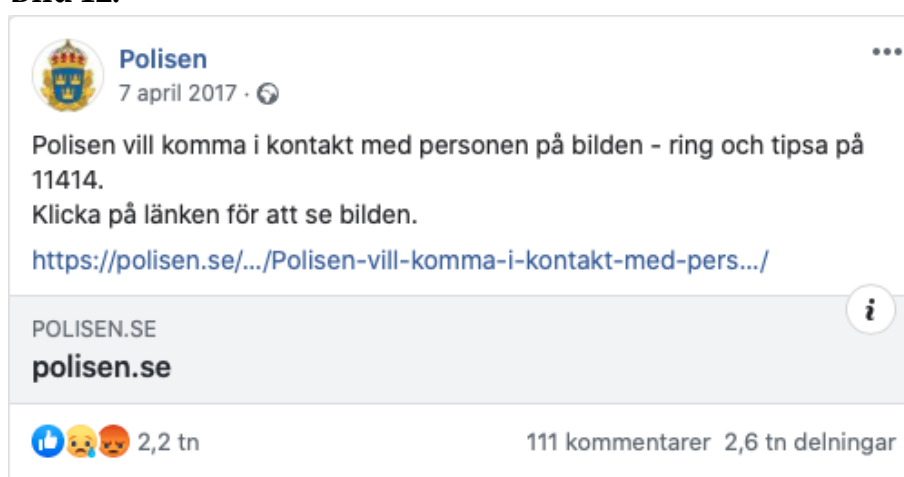 Polisen
7 april 2017 ·
Polisen vill komma i kontakt med personen på bilden - ring och tipsa på
11414.
Klicka på länken för att se bilden.
https://polisen.se/.../Polisen-vill-komma-i-kontakt-med-pers.../
i
POLISEN.SE
polisen.se
2,2 tn
111 kommentarer 2,6 tn delningar